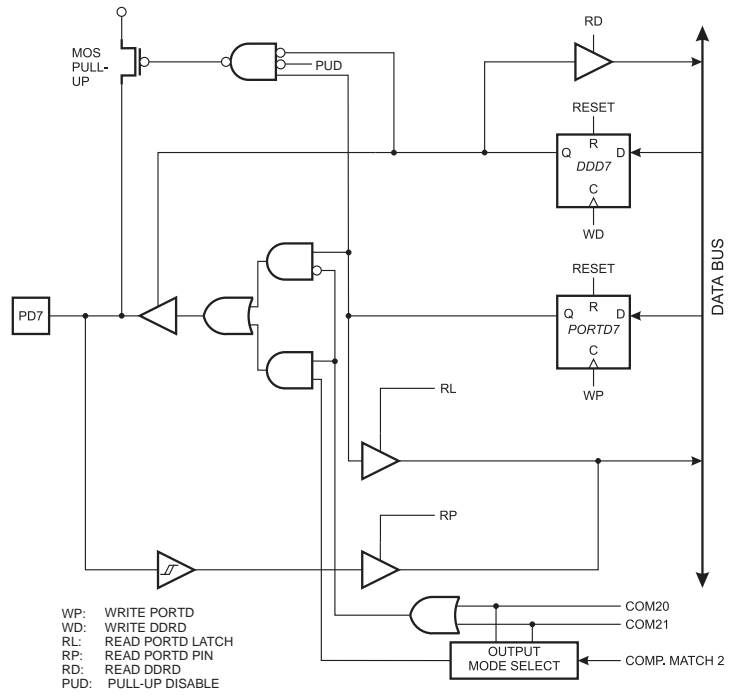 RD
MOS
PULL-
UP
PUD
RESET
R
Q D
DDD7
C
WD
DATA BUS
RESET
R
Q D
PORTD7
C
WP
PD7
RL
RP
WP: WRITE PORTD
WD: WRITE DDRD
RL: READ PORTD LATCH
RP: READ PORTD PIN
RD: READ DDRD
PUD: PULL-UP DISABLE
COM20
COM21
OUTPUT
MODE SELECT
COMP. MATCH 2